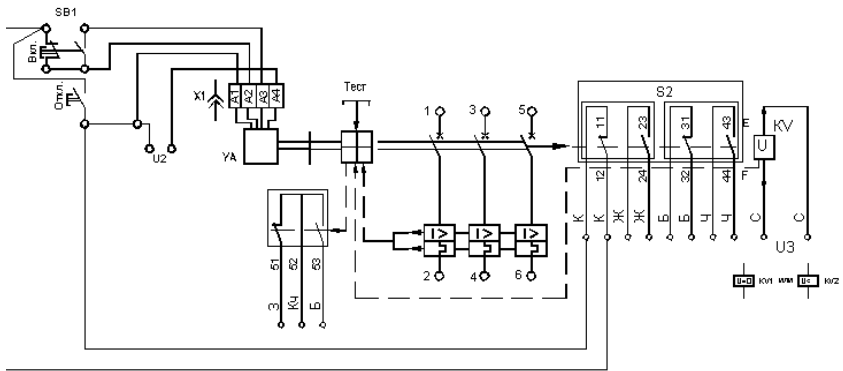 SB1
Вкл.
Откл.
U2
X1
A1 A2 A3 A4
YA
Тест
1 3 5
I> I> I>
2 4 6
51 52 53
З Кч Б
S2
11 23 31 43
12 24 32 44
E
F
KV
U
К К Ж Ж Б Б Ч Ч С С
U3
U=0 KV1 или U< KV2